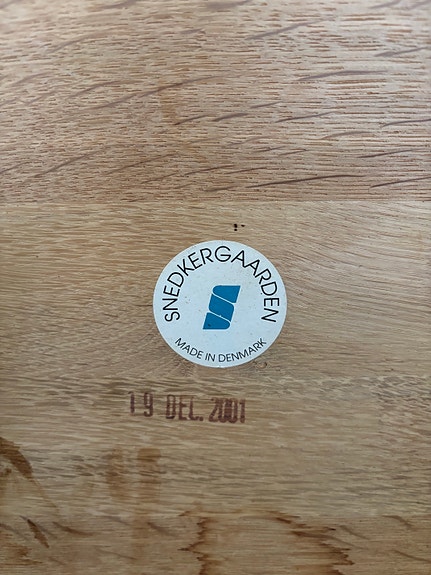 SNEDKERGAARDEN
S
MADE IN DENMARK
19 DEC. 2001